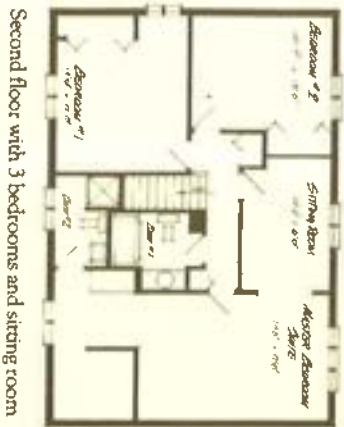 BEDROOM #2
SITTING ROOM
MASTER BEDROOM
SUITE
BEDROOM #1
BATH #1
BATH #2
Second floor with 3 bedrooms and sitting room